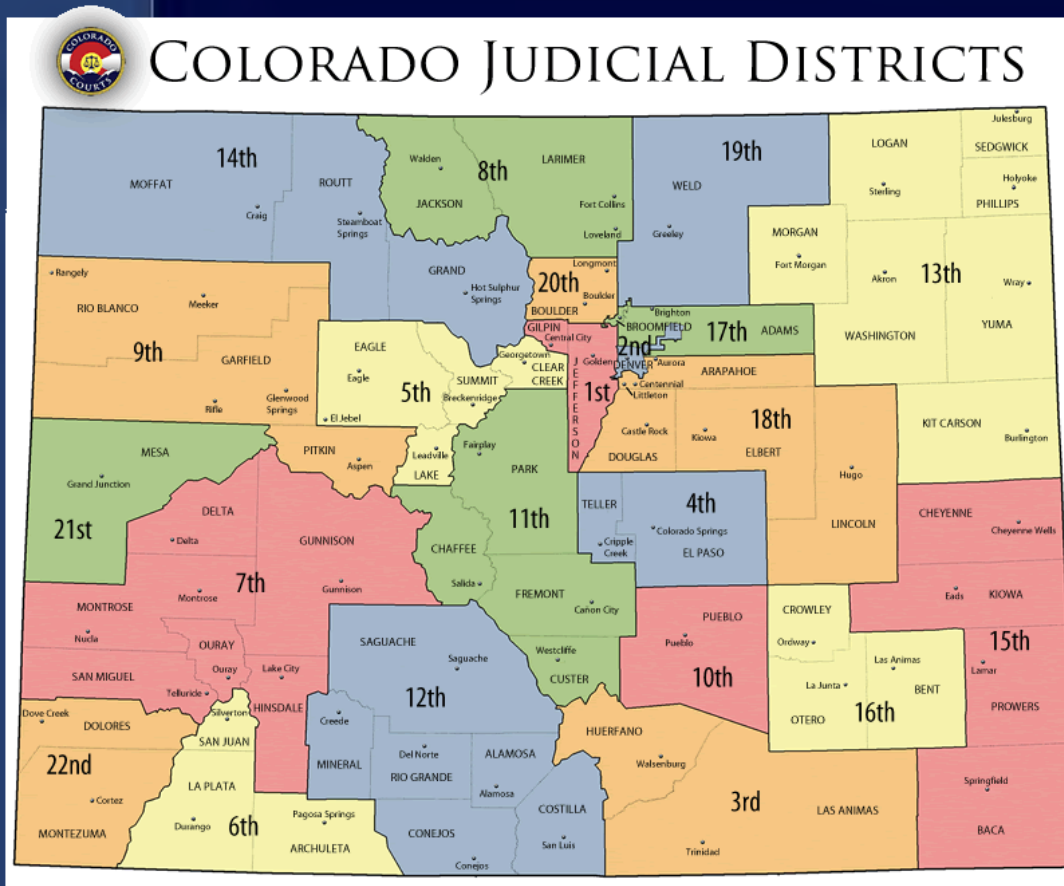 COLORADO
COURTS
COLORADO JUDICIAL DISTRICTS
14th
MOFFAT
ROUTT
Craig
Steamboat
Springs
Walden
8th
LARIMER
JACKSON
Fort Collins
Loveland
19th
WELD
Greeley
LOGAN
Sterling
Julesburg
SEDGWICK
Holyoke
PHILLIPS
MORGAN
Fort Morgan
Akron
13th
Wray
WASHINGTON
YUMA
KIT CARSON
Burlington
GRAND
Hot Sulphur
Springs
Longmont
20th
Boulder
BOULDER
Rangely
RIO BLANCO
Meeker
9th
GARFIELD
Rifle
Glenwood
Springs
PITKIN
Aspen
EAGLE
Eagle
5th
SUMMIT
Breckenridge
El Jebel
Georgetown
CLEAR
CREEK
Leadville
LAKE
GILPIN
Central City
Golden
JEFFERSON
1st
Brighton
BROOMFIELD
17th
ADAMS
2nd
DENVER
Aurora
ARAPAHOE
Centennial
Littleton
18th
Castle Rock
Kiowa
DOUGLAS
ELBERT
Hugo
LINCOLN
MESA
Grand Junction
21st
Fairplay
PARK
11th
CHAFFEE
Salida
FREMONT
Cañon City
Westcliffe
CUSTER
TELLER
4th
Colorado Springs
Cripple
Creek
EL PASO
DELTA
Delta
GUNNISON
7th
Gunnison
MONTROSE
Montrose
Nucla
OURAY
Ouray
SAN MIGUEL
Telluride
Lake City
HINSDALE
CHEYENNE
Cheyenne Wells
Eads
KIOWA
15th
Lamar
PROWERS
Springfield
BACA
SAGUACHE
Saguache
12th
Creede
MINERAL
Del Norte
RIO GRANDE
ALAMOSA
Alamosa
CONEJOS
Conejos
COSTILLA
San Luis
PUEBLO
Pueblo
10th
CROWLEY
Ordway
Las Animas
La Junta
BENT
OTERO
16th
Dove Creek
DOLORES
22nd
Cortez
MONTEZUMA
Silverton
SAN JUAN
LA PLATA
Durango
6th
Pagosa Springs
ARCHULETA
HUERFANO
Walsenburg
3rd
LAS ANIMAS
Trinidad